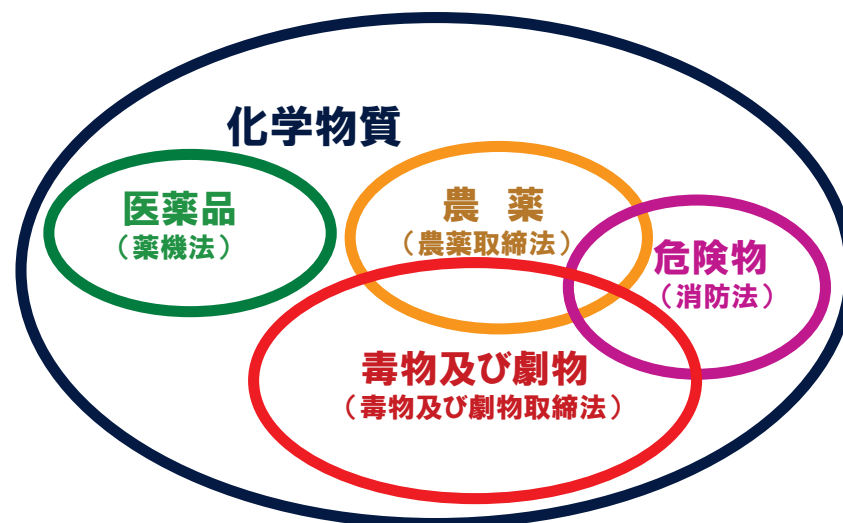 化学物質
医薬品
（薬機法）
農 薬
（農薬取締法）
危険物
（消防法）
毒物及び劇物
（毒物及び劇物取締法）